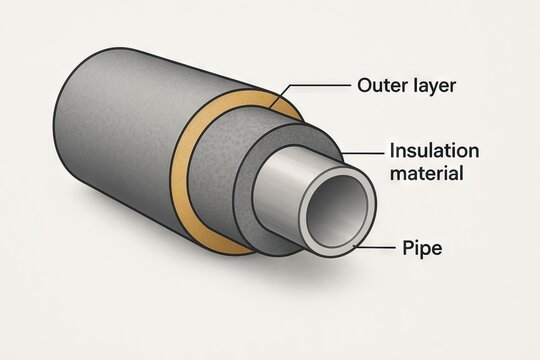 Outer layer
Insulation
material
Pipe